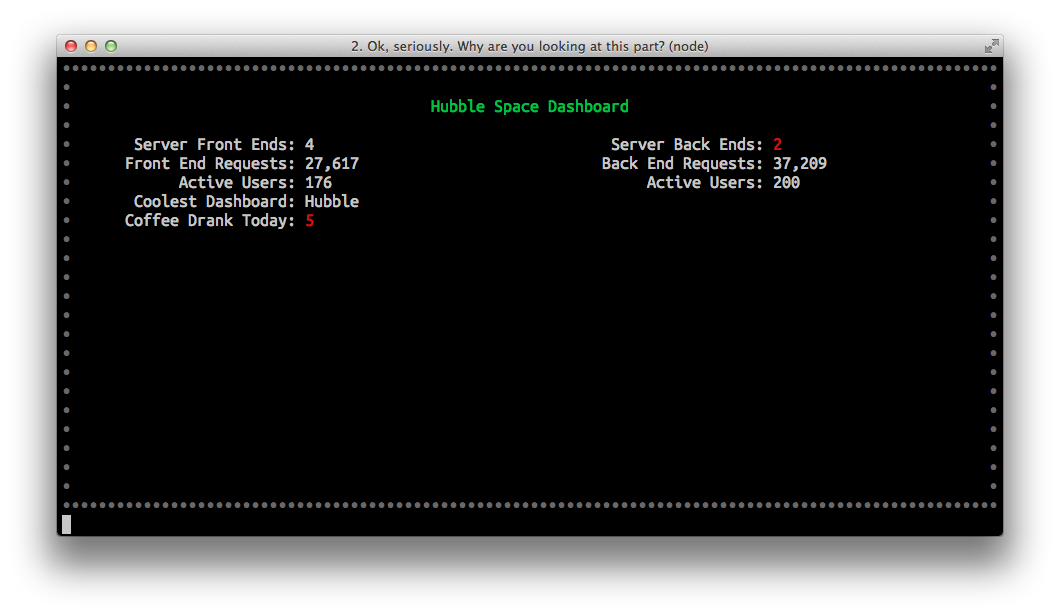 2. Ok, seriously. Why are you looking at this part? (node)
Hubble Space Dashboard
Server Front Ends: 4
Front End Requests: 27,617
Active Users: 176
Coolest Dashboard: Hubble
Coffee Drank Today: 5
Server Back Ends: 2
Back End Requests: 37,209
Active Users: 200